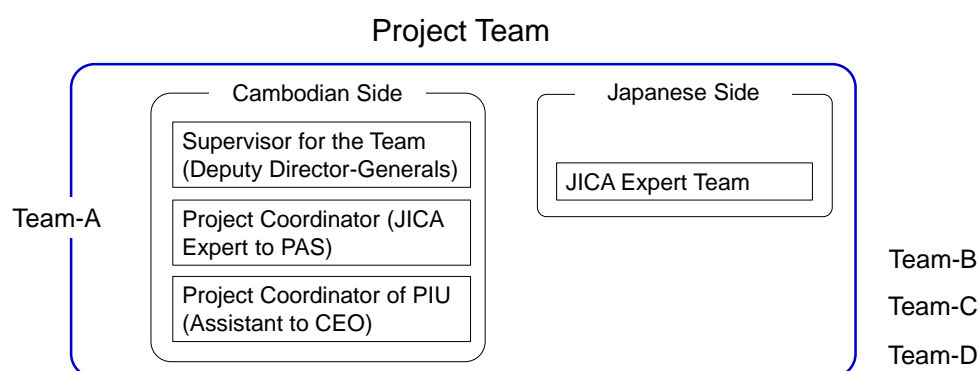 Project Team
Cambodian Side
Supervisor for the Team
(Deputy Director-Generals)
Project Coordinator (JICA
Expert to PAS)
Project Coordinator of PIU
(Assistant to CEO)
Japanese Side
JICA Expert Team
Team-A
Team-B
Team-C
Team-D